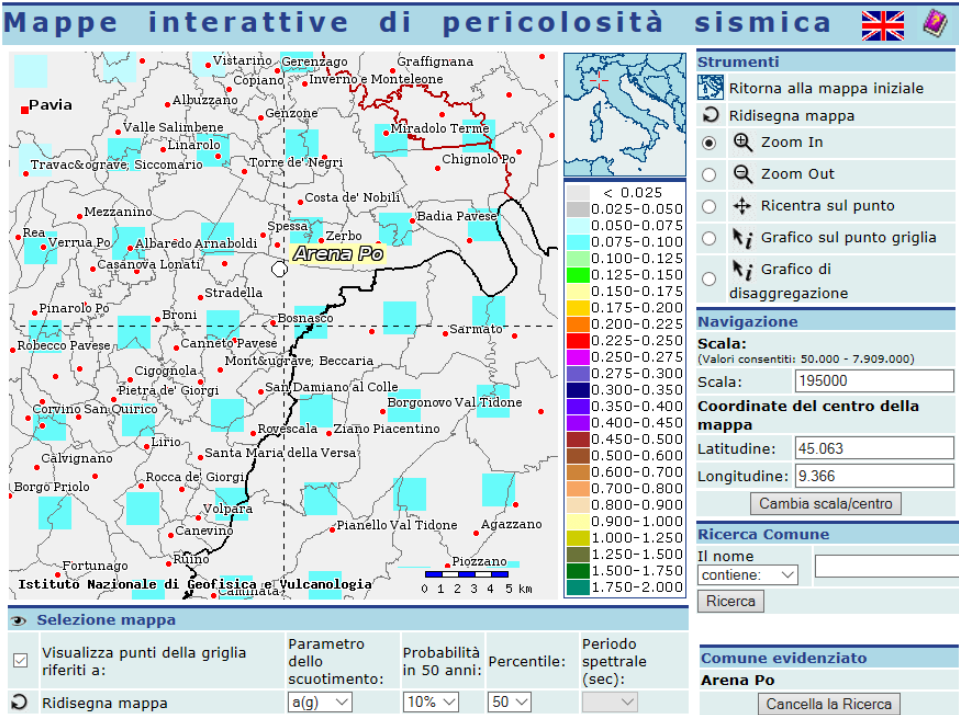 Mappe interattive di pericolosità sismica
Vistarino Gerenzago Graffignana
Copiano Inverno e Monteleone
Pavia
Albuzzano
Genzone
Valle Salimbene
Miradolo Terme
Linarolo
Travac&ograve; Siccomario
Torre de' Negri
Chignolo Po
Costa de' Nobili
Mezzanino
Badia Pavese
Rea
Spessa
Zerbo
Verrua Po
Albaredo Arnaboldi
Arena Po
Casanova Lonati
Stradella
Pinarolo Po
Broni
Bosnasco
Sarmato
Robecco Pavese
Canneto Pavese
Mont&ugrave; Beccaria
Cigognola
Pietra de' Giorgi
San Damiano al Colle
Borgonovo Val Tidone
Corvino San Quirico
Rovescala
Ziano Piacentino
Lirio
Santa Maria della Versa
Calvignano
Rocca de' Giorgi
Borgo Priolo
Volpara
Canevino
Pianello Val Tidone
Agazzano
Fortunago
Ruino
Piozzano
Istituto Nazionale di Geofisica e Vulcanologia
Caminata
0 1 2 3 4 5 km
< 0.025
0.025-0.050
0.050-0.075
0.075-0.100
0.100-0.125
0.125-0.150
0.150-0.175
0.175-0.200
0.200-0.225
0.225-0.250
0.250-0.275
0.275-0.300
0.300-0.350
0.350-0.400
0.400-0.450
0.450-0.500
0.500-0.600
0.600-0.700
0.700-0.800
0.800-0.900
0.900-1.000
1.000-1.250
1.250-1.500
1.500-1.750
1.750-2.000
Strumenti
Ritorna alla mappa iniziale
Ridisegna mappa
Zoom In
Zoom Out
Ricentra sul punto
Grafico sul punto griglia
Grafico di
disaggregazione
Navigazione
Scala:
(Valori consentiti: 50.000 - 7.909.000)
Scala: 195000
Coordinate del centro della
mappa
Latitudine: 45.063
Longitudine: 9.366
Cambia scala/centro
Ricerca Comune
Il nome
contiene:
Ricerca
Comune evidenziato
Arena Po
Cancella la Ricerca
Selezione mappa
Visualizza punti della griglia
riferiti a:
Parametro
dello
scuotimento:
Probabilità
in 50 anni:
Percentile:
Periodo
spettrale
(sec):
Ridisegna mappa
a(g)
10%
50